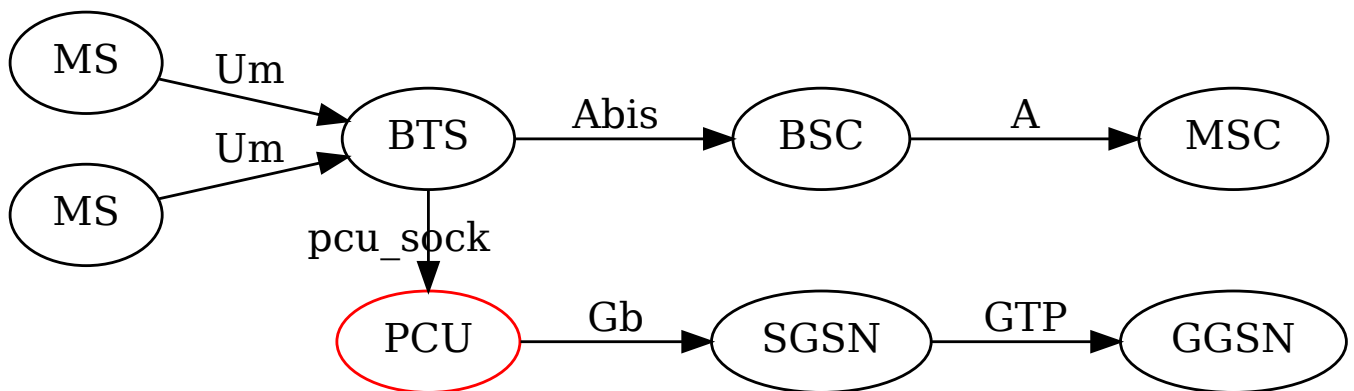 MS
Um
BTS
Abis
BSC
A
MSC
MS
Um
pcu_sock
PCU
Gb
SGSN
GTP
GGSN